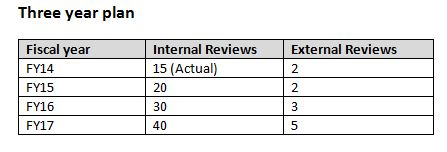 Three year plan
Fiscal year Internal Reviews External Reviews
FY14 15 (Actual) 2
FY15 20 2
FY16 30 3
FY17 40 5